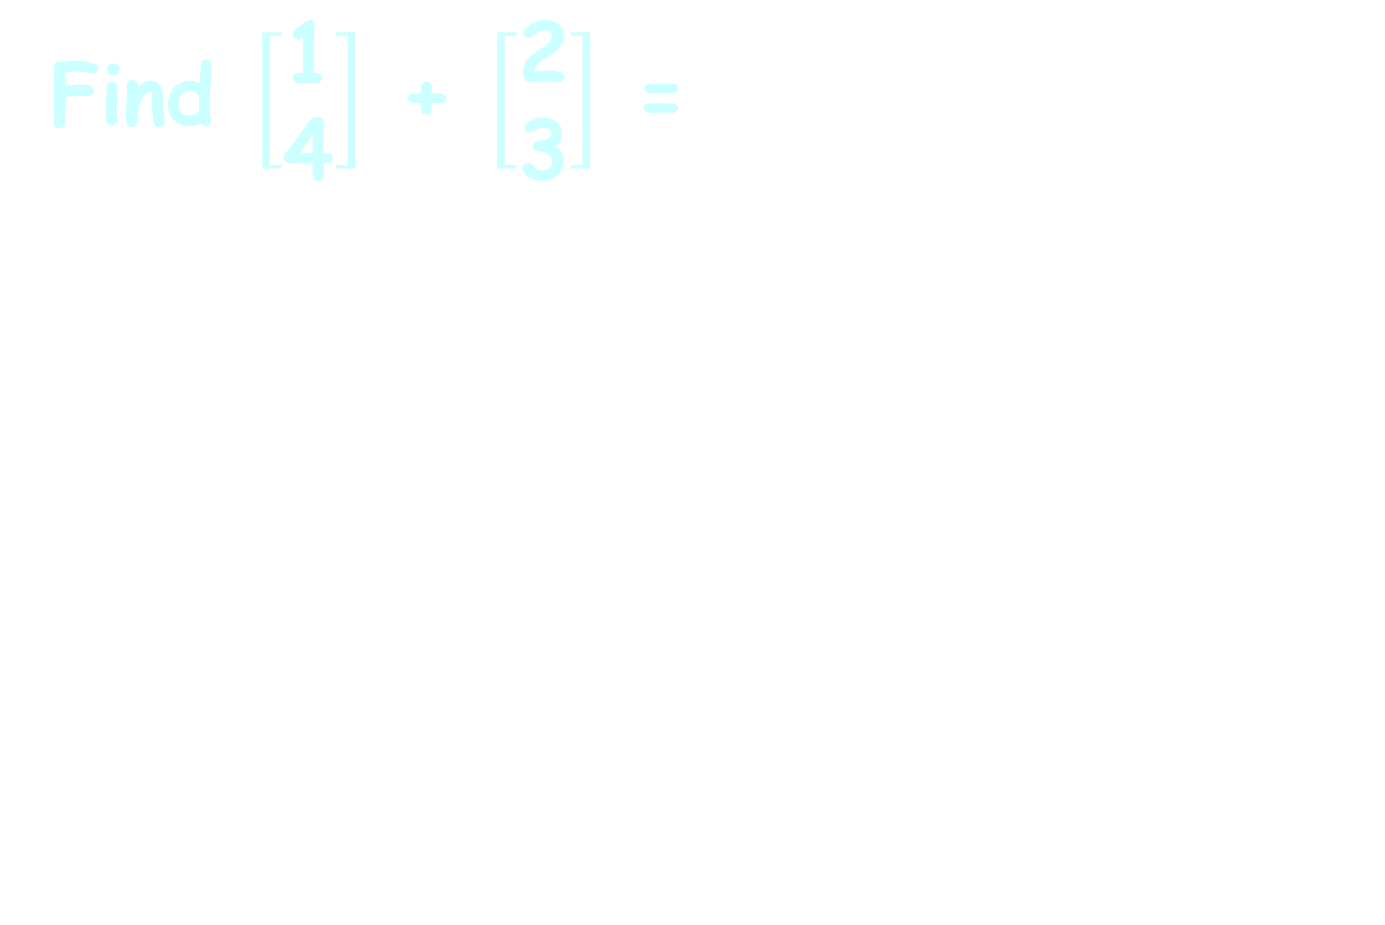 Find [1 4] + [2 3] =